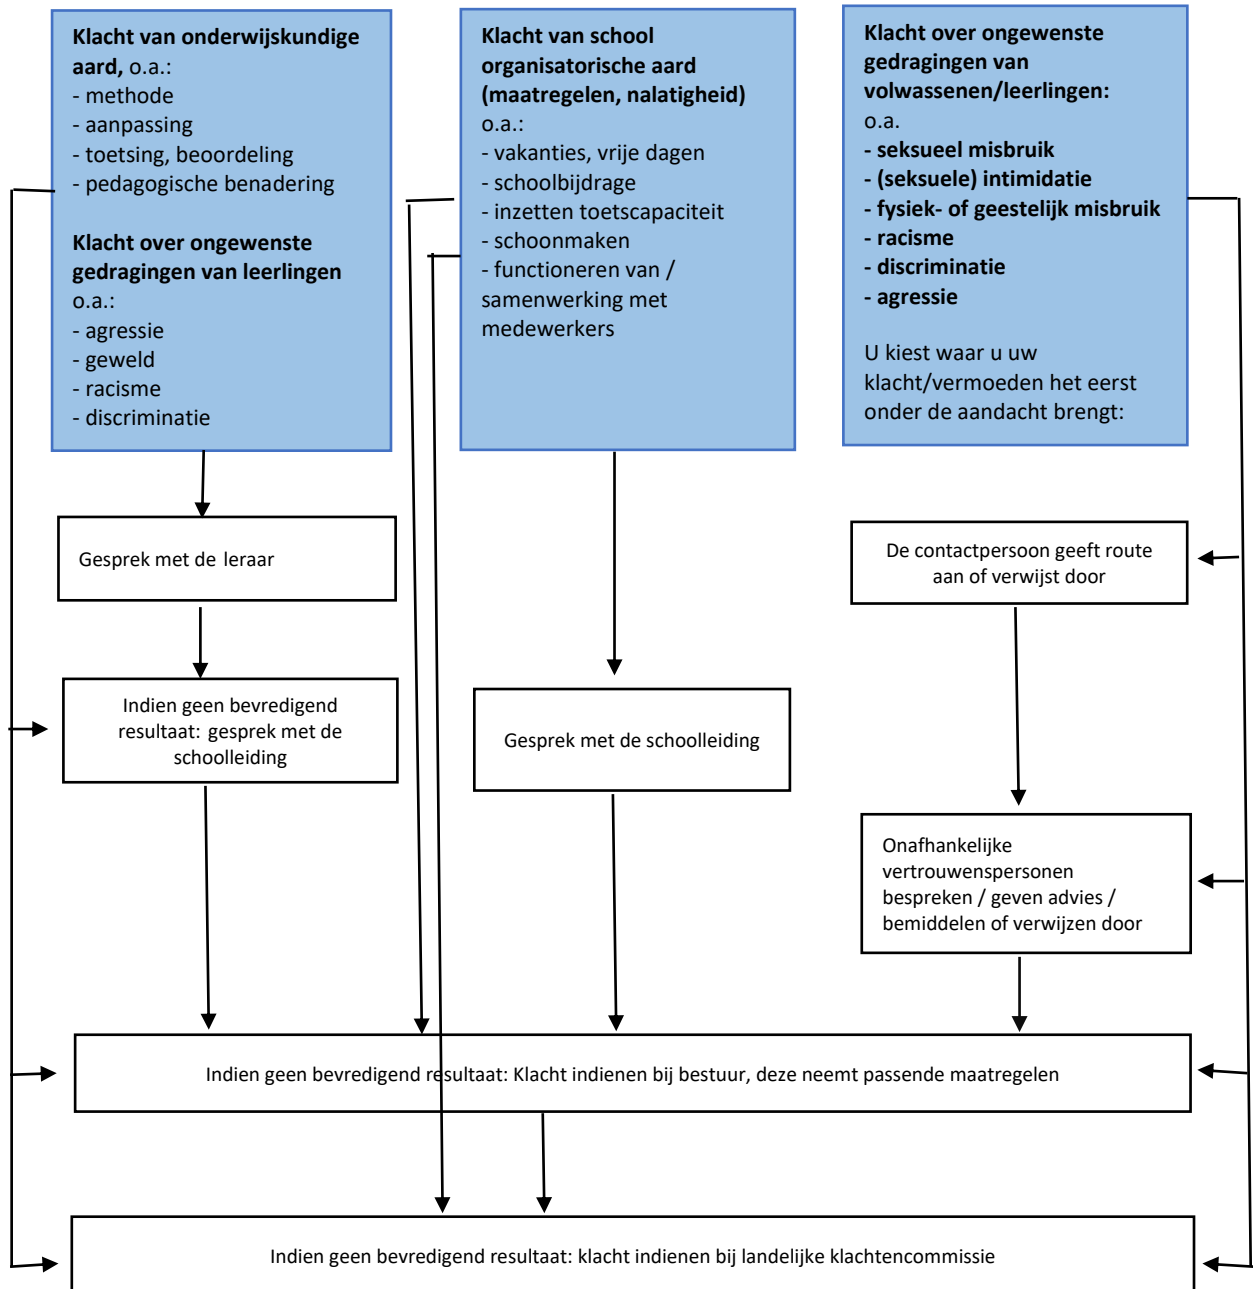 Klacht van onderwijskundige
aard, o.a.:
- methode
- aanpassing
- toetsing, beoordeling
- pedagogische benadering
Klacht over ongewenste
gedragingen van leerlingen
o.a.:
- agressie
- geweld
- racisme
- discriminatie
Klacht van school
organisatorische aard
(maatregelen, nalatigheid)
o.a.:
- vakanties, vrije dagen
- schoolbijdrage
- inzetten toetscapaciteit
- schoonmaken
- functioneren van /
samenwerking met
medewerkers
Klacht over ongewenste
gedragingen van
volwassenen/leerlingen:
o.a.
- seksueel misbruik
- (seksuele) intimidatie
- fysiek- of geestelijk misbruik
- racisme
- discriminatie
- agressie
U kiest waar u uw
klacht/vermoeden het eerst
onder de aandacht brengt:
Gesprek met de leraar
De contactpersoon geeft route
aan of verwijst door
Indien geen bevredigend
resultaat: gesprek met de
schoolleiding
Gesprek met de schoolleiding
Onafhankelijke
vertrouwenspersonen
bespreken / geven advies /
bemiddelen of verwijzen door
Indien geen bevredigend resultaat: Klacht indienen bij bestuur, deze neemt passende maatregelen
Indien geen bevredigend resultaat: klacht indienen bij landelijke klachtencommissie